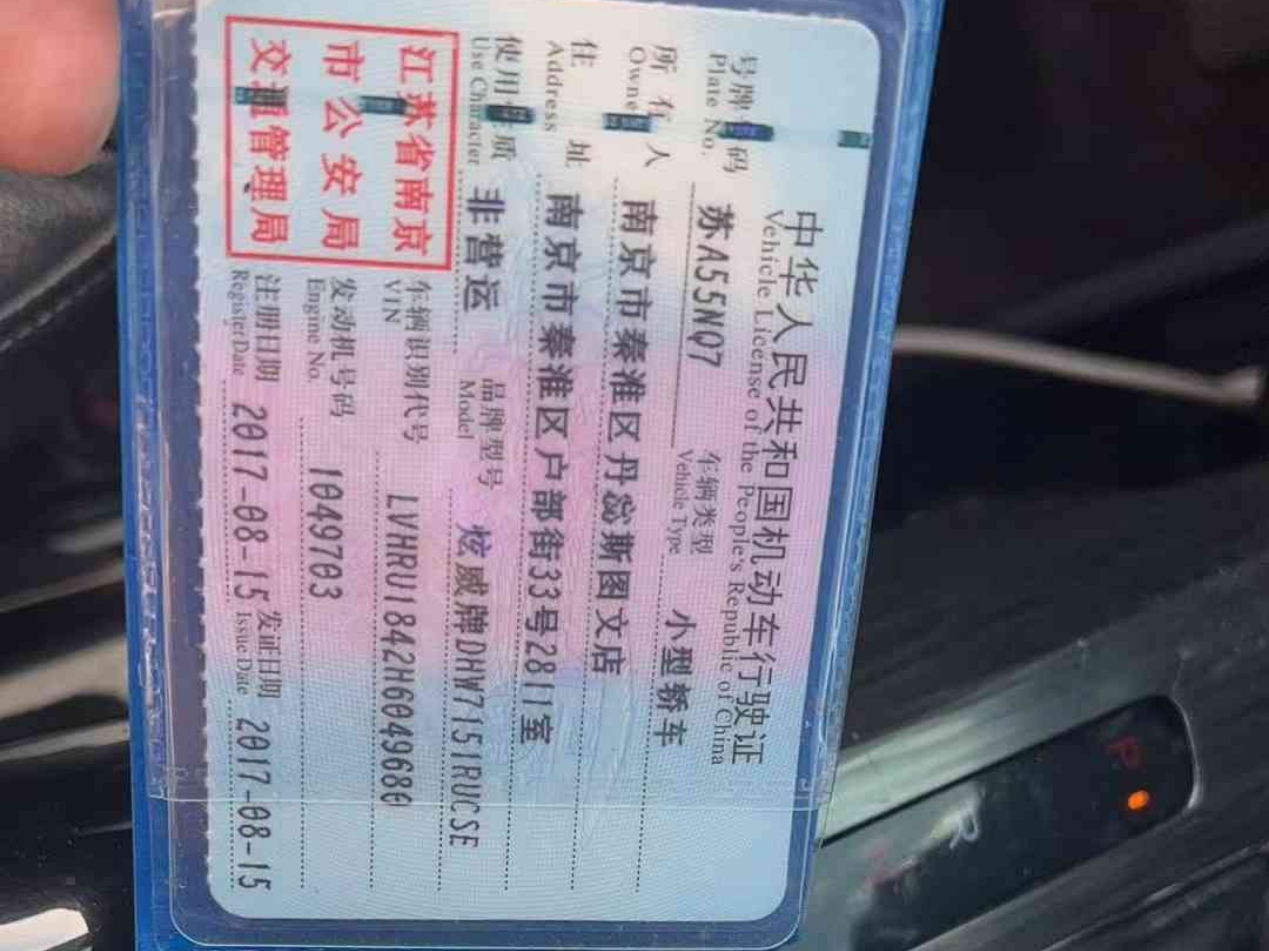 中华人民共和国机动车行驶证
Vehicle License of the People's Republic of China
号牌号码 苏A55NQ7 车辆类型 小型轿车
Plate No. Vehicle Type
所有人 南京市秦淮区丹尛斯图文店
Owner
住址 南京市秦淮区户部街33号2811室
Address
使用性质 非营运 品牌型号 炫威牌DHW7151RUCSE
Use Character Model
江苏省南京
市公安局
交通管理局
车辆识别代号 LVHRU1842H6049680
VIN
发动机号码 1049703
Engine No.
注册日期 2017-08-15 发证日期 2017-08-15
Register Date Issue Date
P
R